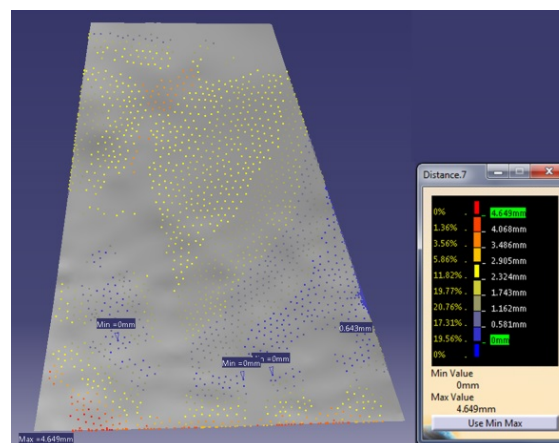 Min =0mm
0.643mm
Min =0mm
Min =0mm
Max =4.649mm
Distance.7
0%
4.649mm
1.36%
4.068mm
3.56%
3.486mm
5.86%
2.905mm
11.82%
2.324mm
19.77%
1.743mm
20.76%
1.162mm
17.31%
0.581mm
19.56%
0mm
0%
Min Value
0mm
Max Value
4.649mm
Use Min Max